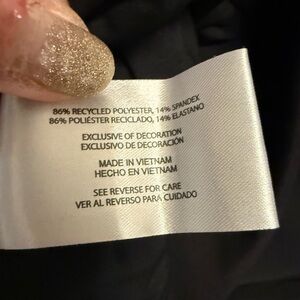 86% RECYCLED POLYESTER, 14% SPANDEX
86% POLIÉSTER RECICLADO, 14% ELASTANO
EXCLUSIVE OF DECORATION
EXCLUSIVO DE DECORACIÓN
MADE IN VIETNAM
HECHO EN VIETNAM
SEE REVERSE FOR CARE
VER AL REVERSO PARA CUIDADO